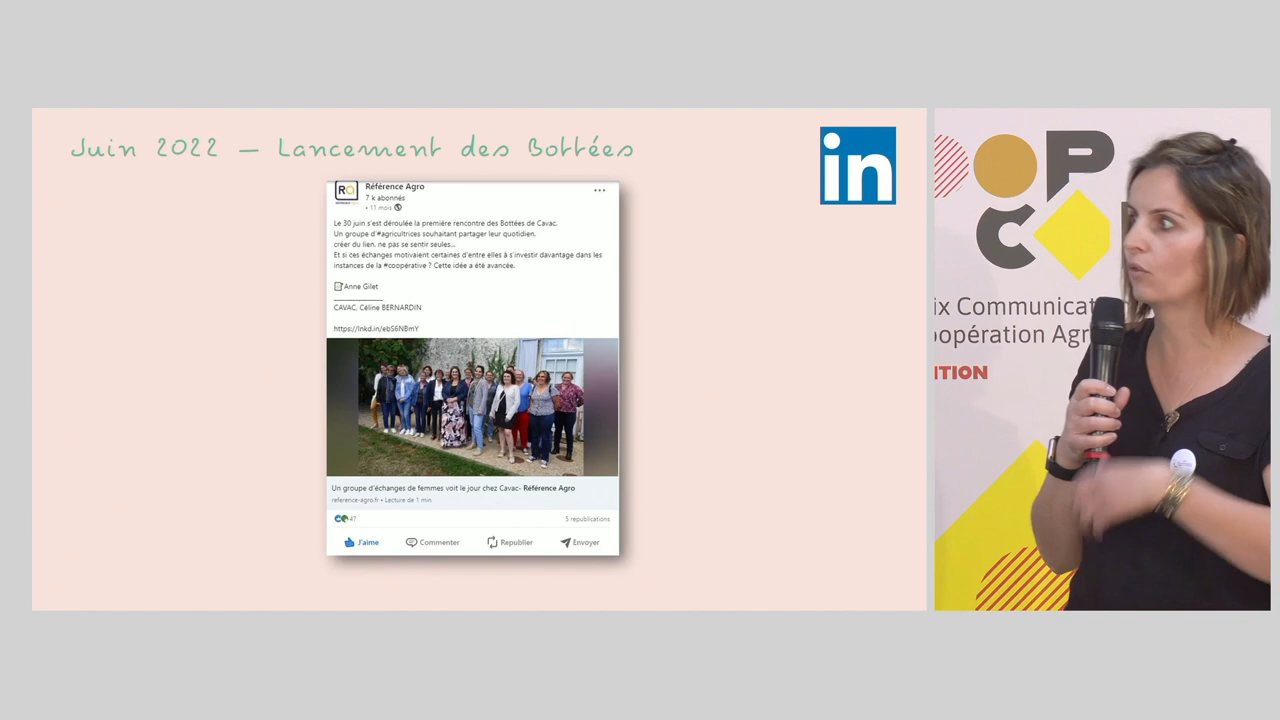 Juin 2022 – Lancement des Bottées
in
Ra
Référence Agro
7 k abonnés
• 11 mois
Le 30 juin s'est déroulée la première rencontre des Bottées de Cavac.
Un groupe d'#agricultrices souhaitant partager leur quotidien,
créer du lien, ne pas se sentir seules...
Et si ces échanges motivaient certaines d'entre elles à s'investir davantage dans les
instances de la #coopérative ? Cette idée a été avancée.
Anne Gilet
CAVAC, Céline BERNARDIN
https://lnkd.in/ebS6NBmY
Un groupe d'échanges de femmes voit le jour chez Cavac- Référence Agro
reference-agro.fr • Lecture de 1 min
47
5 republications
J'aime
Commenter
Republier
Envoyer
OOP
CO
ix Communicat
oopération Agr
ITION